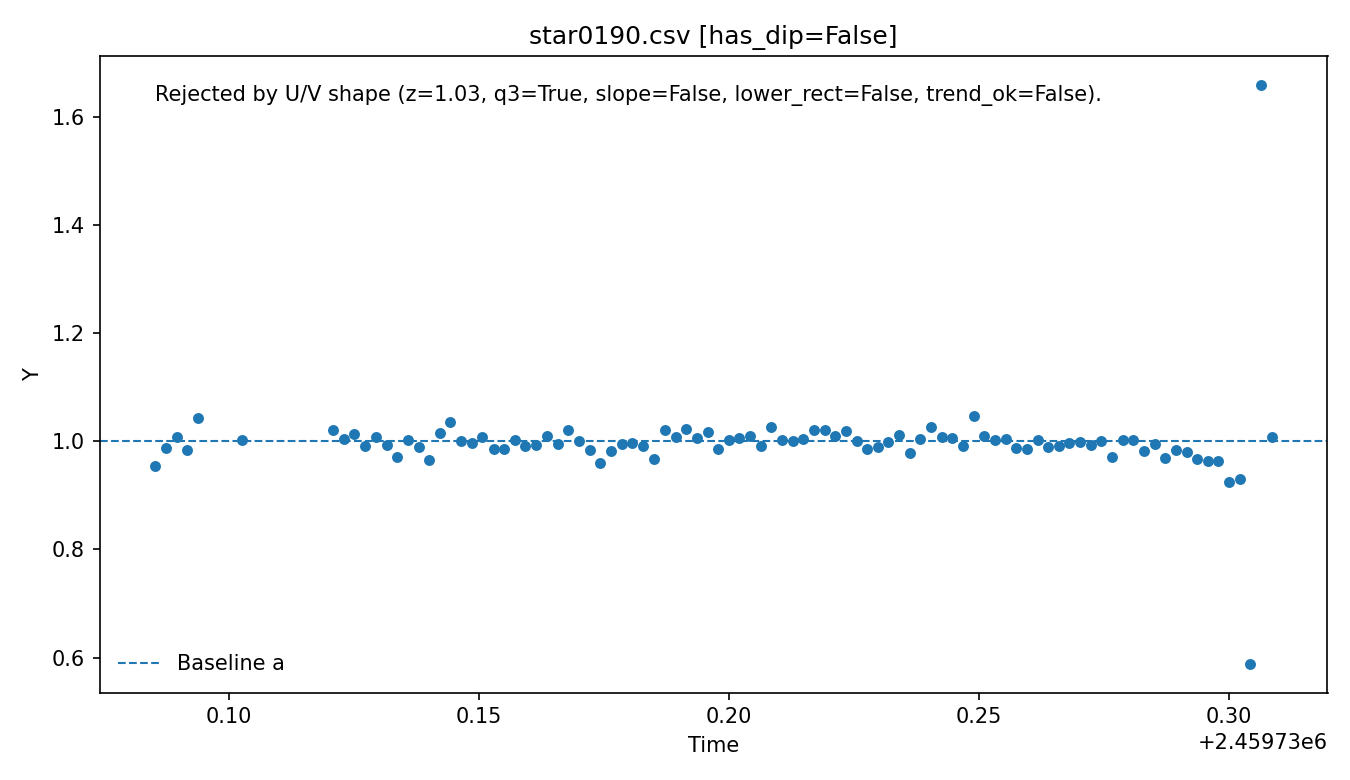 star0190.csv [has_dip=False]
Rejected by U/V shape (z=1.03, q3=True, slope=False, lower_rect=False, trend_ok=False).
1.6
1.4
1.2
1.0
0.8
0.6
Y
Baseline a
0.10
0.15
0.20
0.25
0.30
Time
+2.45973e6